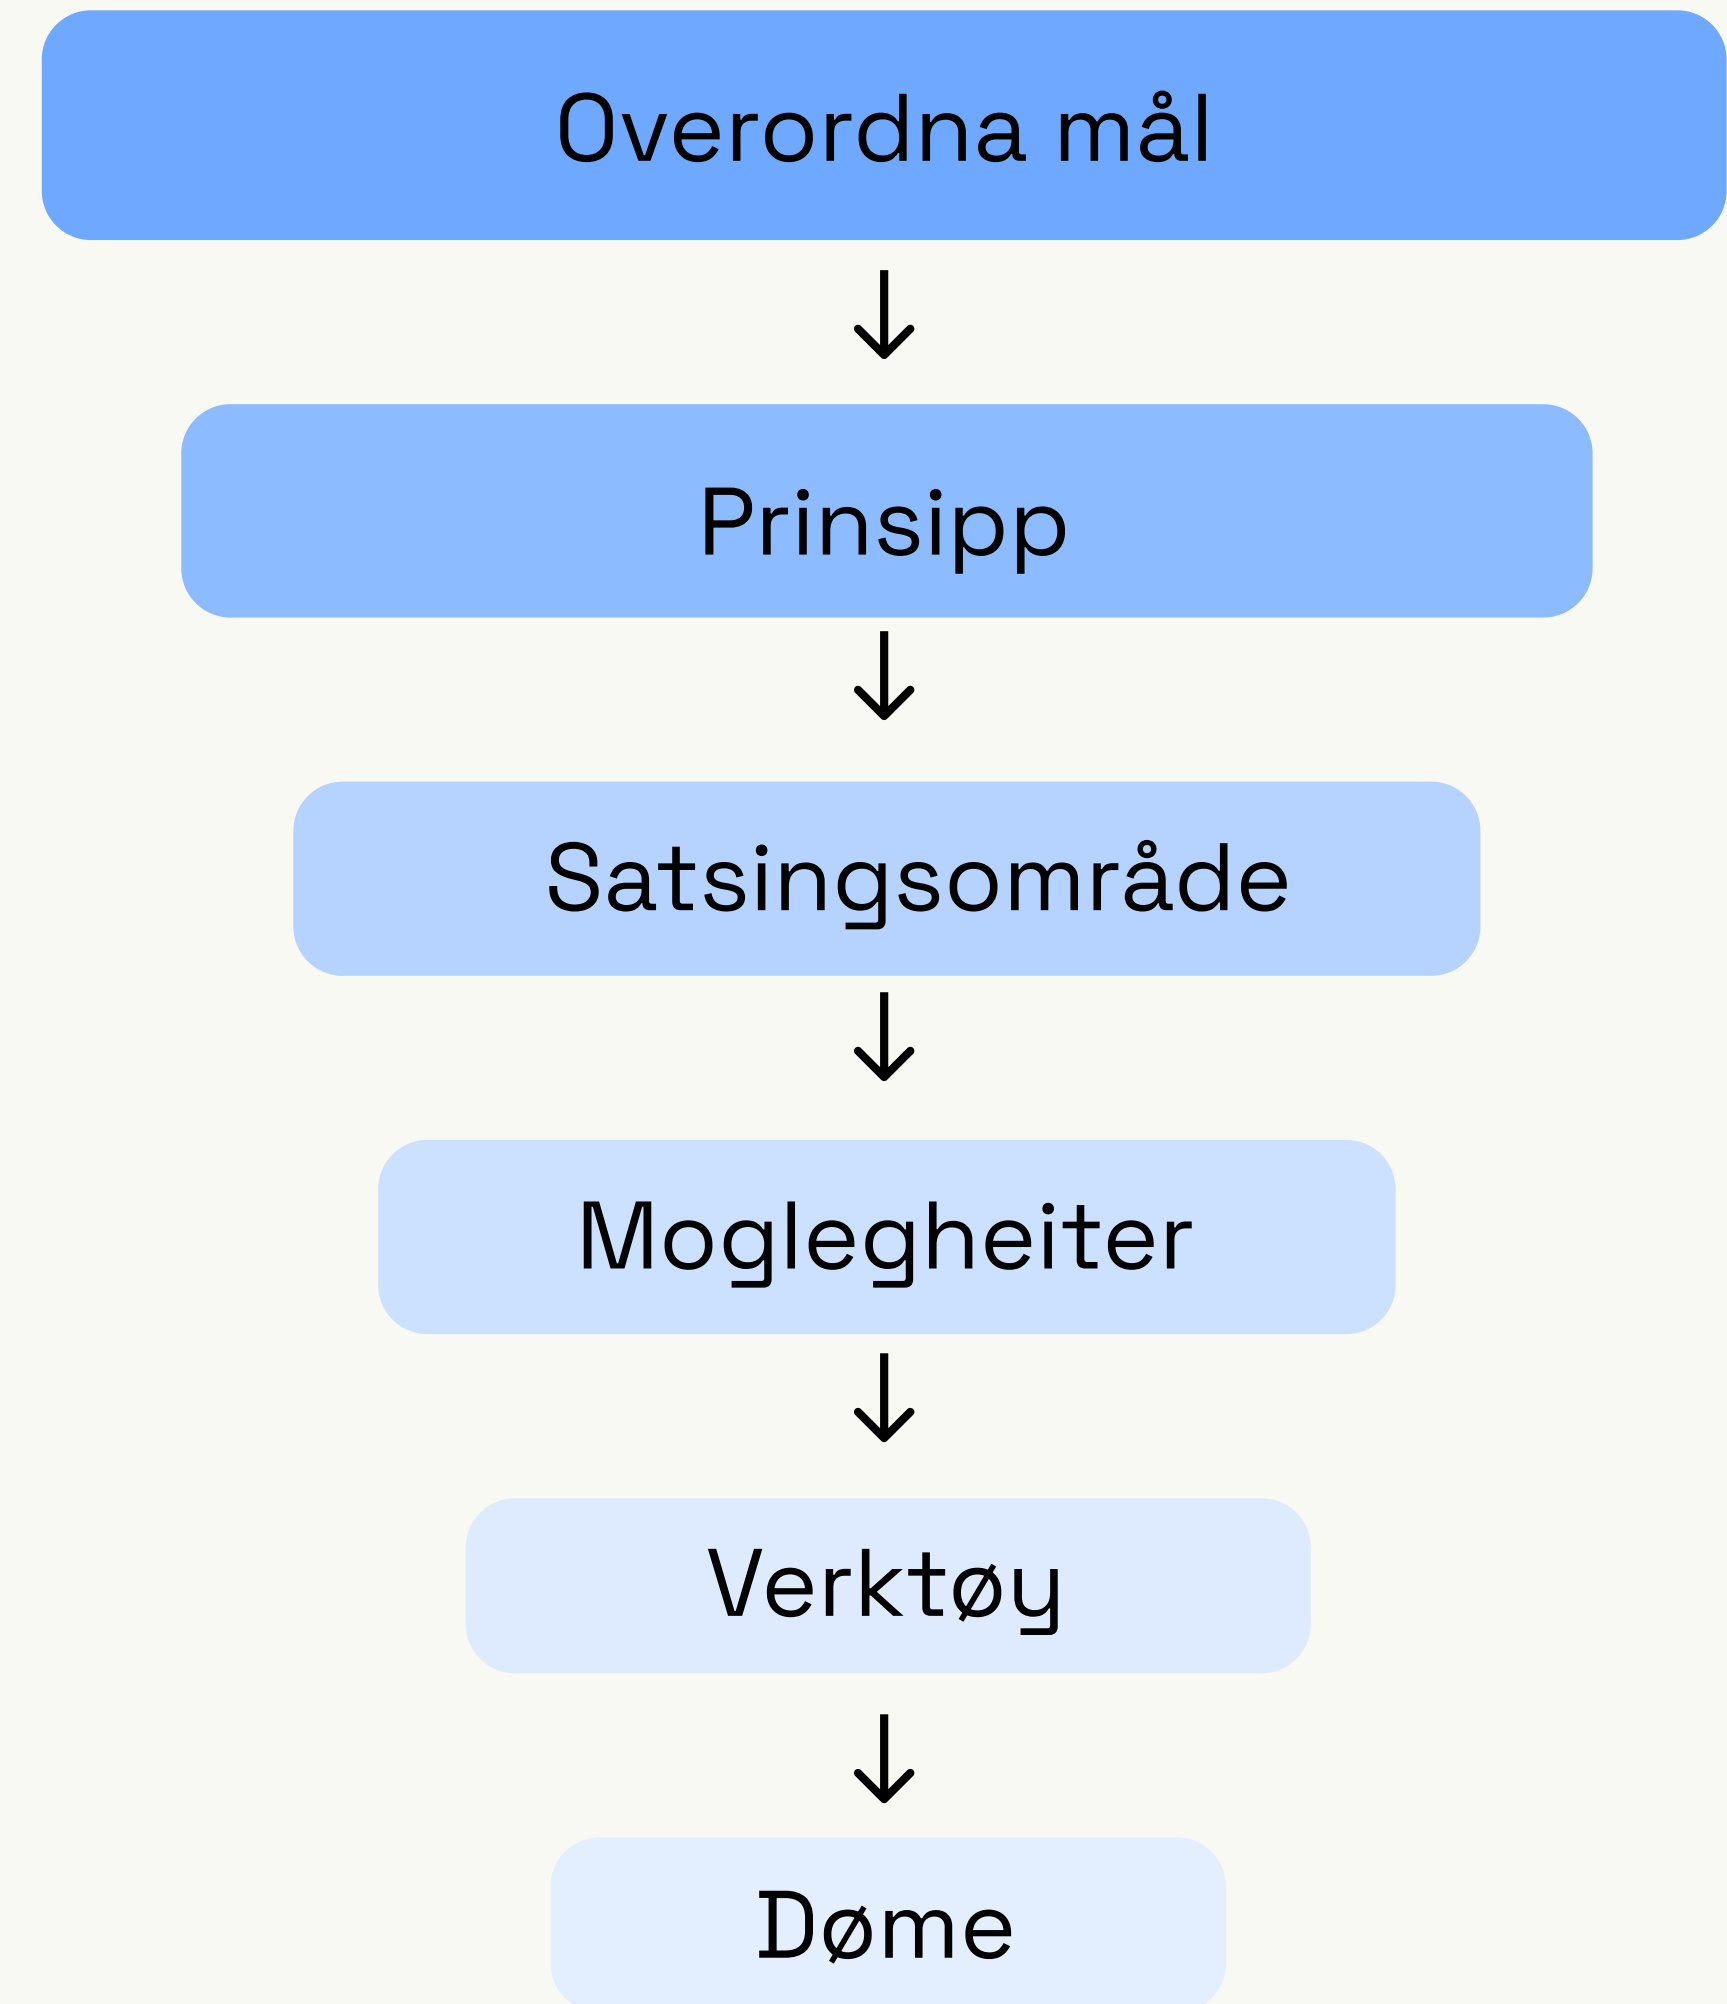 Overordna mål
Prinsipp
Satsingsområde
Moglegheiter
Verktøy
Døme